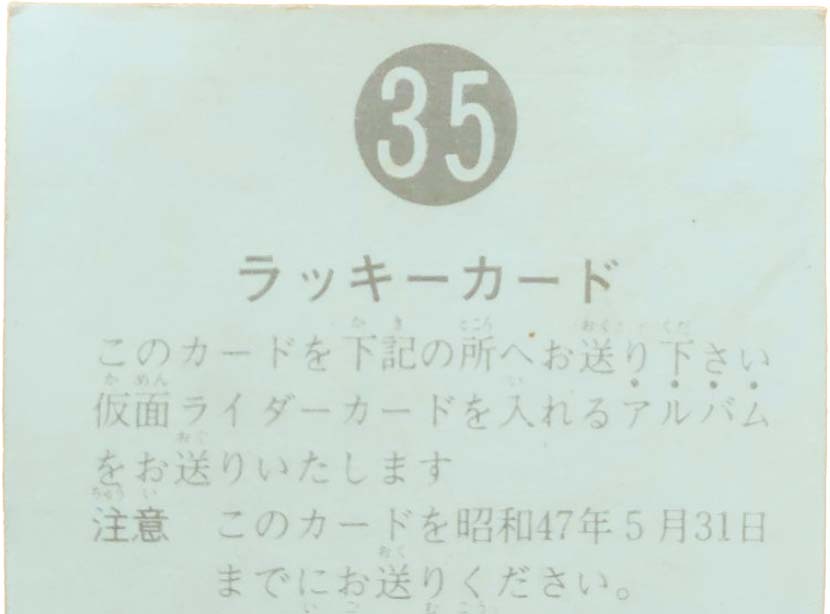 35
ラッキーカード
このカードを下記の所へお送り下さい
仮面ライダーカードを入れるアルバム
をお送りいたします
注意　このカードを昭和47年5月31日
までにお送りください。